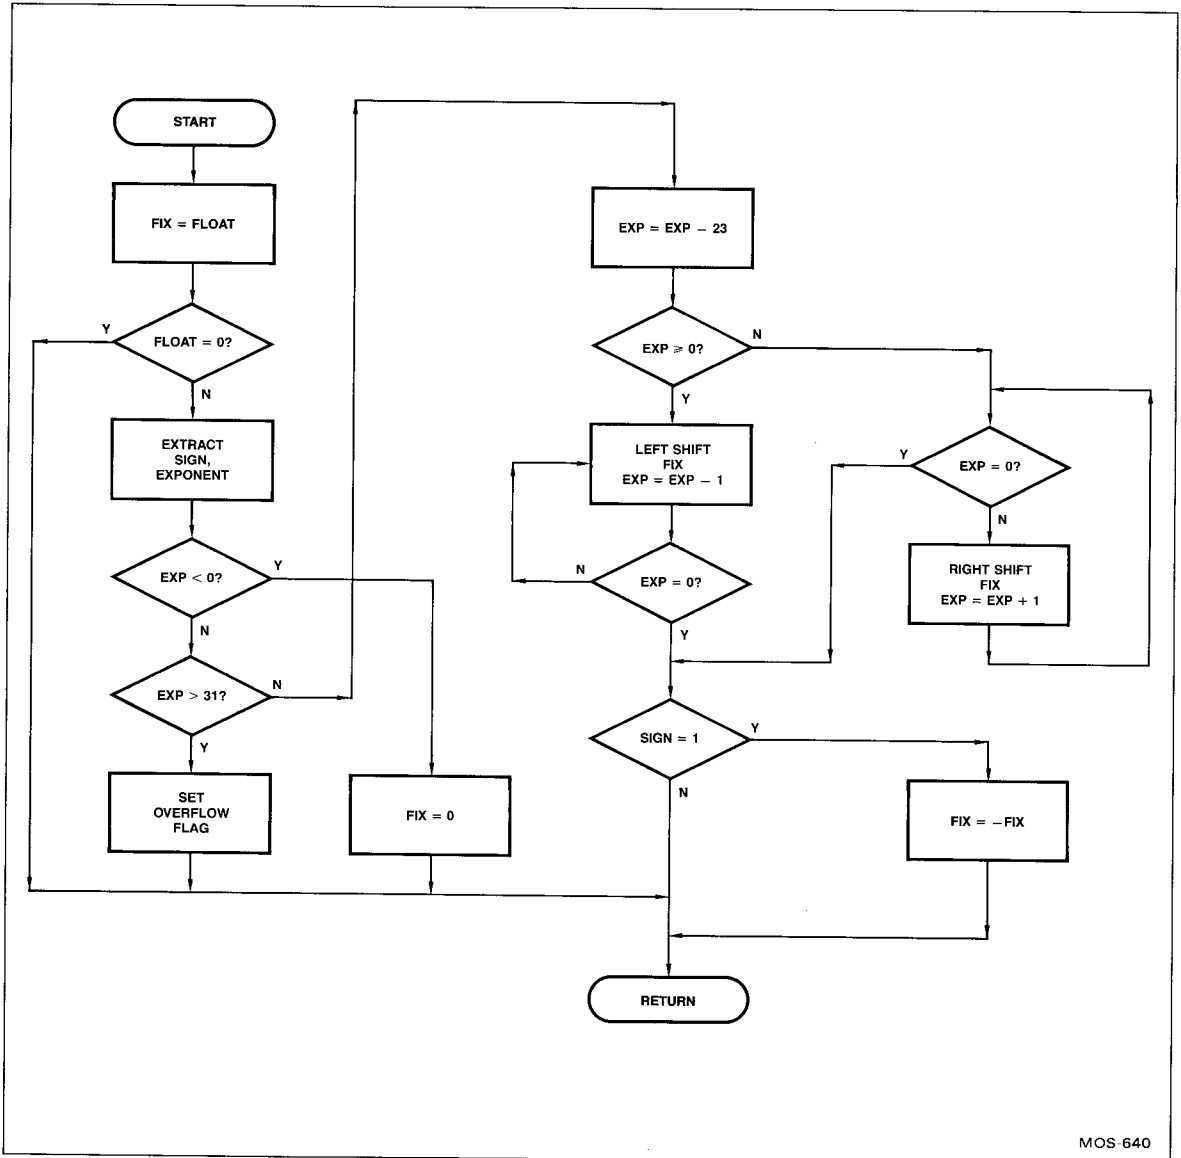 START
FIX = FLOAT
FLOAT = 0?
Y
N
EXTRACT
SIGN,
EXPONENT
EXP < 0?
Y
N
EXP > 31?
N
Y
SET
OVERFLOW
FLAG
FIX = 0
EXP = EXP − 23
EXP ⩾ 0?
N
Y
LEFT SHIFT
FIX
EXP = EXP − 1
EXP = 0?
N
Y
EXP = 0?
Y
N
RIGHT SHIFT
FIX
EXP = EXP + 1
SIGN = 1
Y
N
FIX = −FIX
RETURN
MOS-640